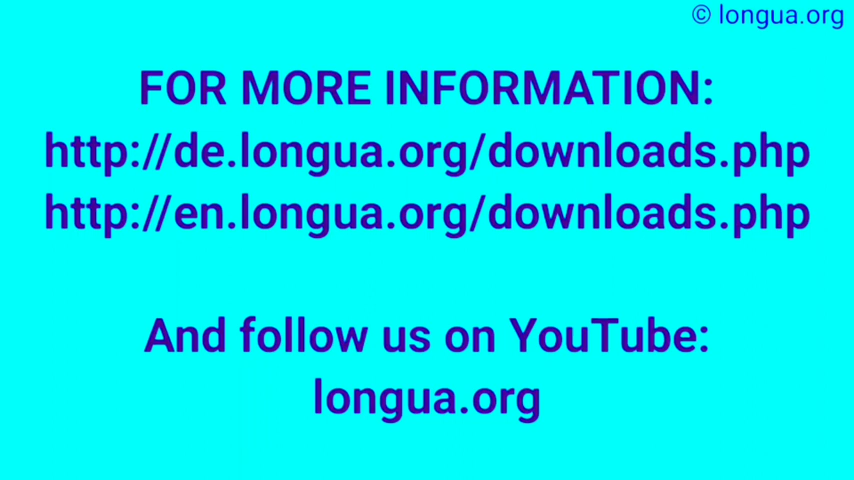 © longua.org
FOR MORE INFORMATION:
http://de.longua.org/downloads.php
http://en.longua.org/downloads.php
And follow us on YouTube:
longua.org